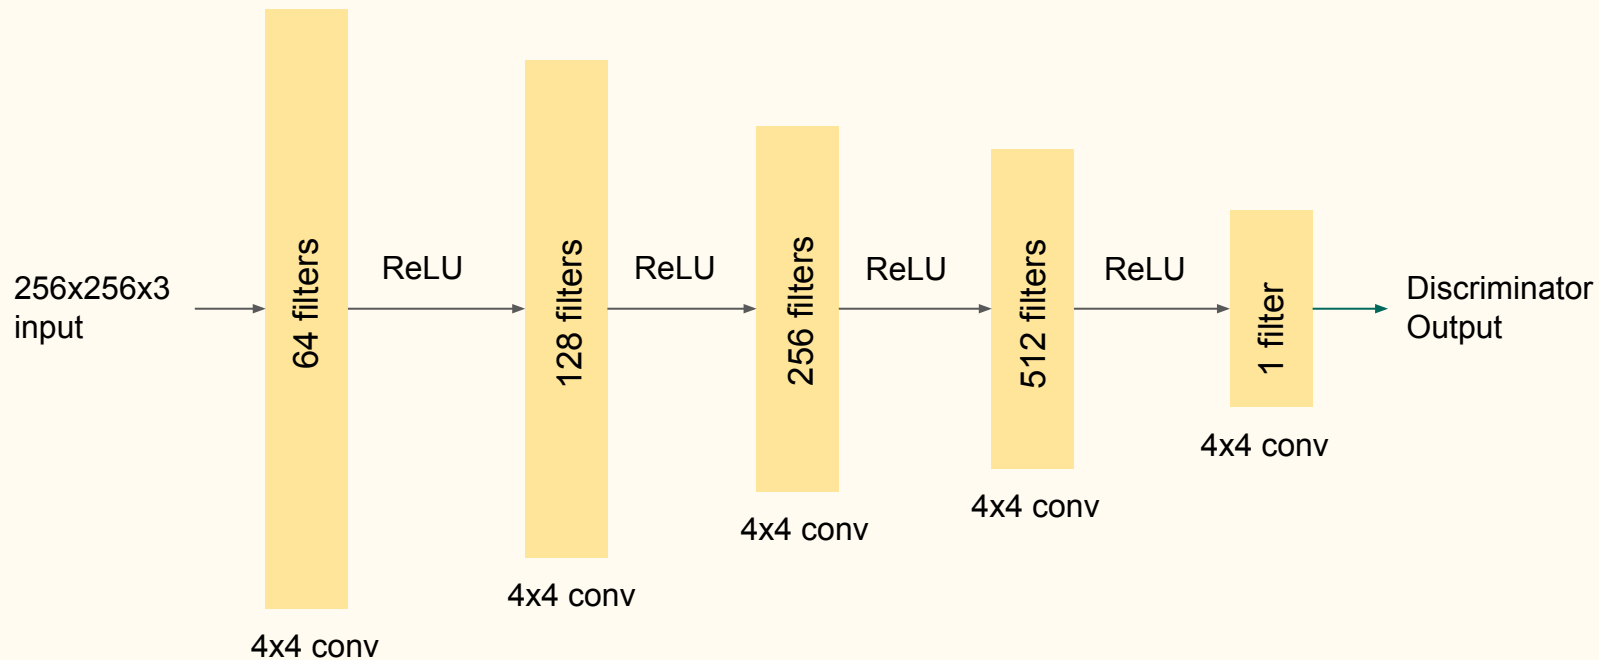 256x256x3
input
64 filters
4x4 conv
ReLU
128 filters
4x4 conv
ReLU
256 filters
4x4 conv
ReLU
512 filters
4x4 conv
ReLU
1 filter
4x4 conv
Discriminator
Output